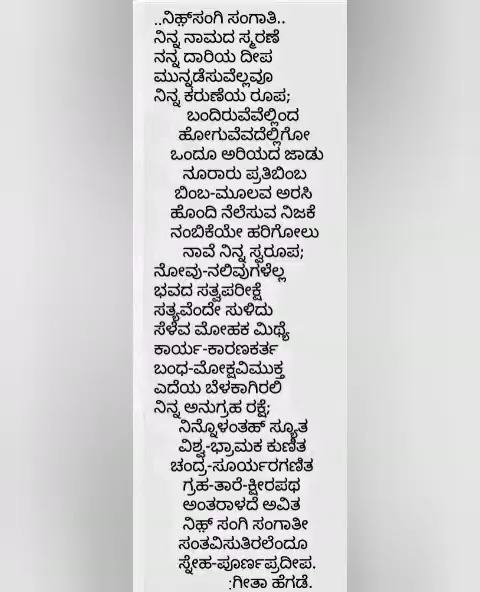 ..ನಿಹ್‌ಸಂಗಿ ಸಂಗಾತಿ..
ನಿನ್ನ ನಾಮದ ಸ್ಮರಣೆ
ನನ್ನ ದಾರಿಯ ದೀಪ
ಮುನ್ನಡೆಸುವೆಲ್ಲವೂ
ನಿನ್ನ ಕರುಣೆಯ ರೂಪ;
ಬಂದಿರುವೆವೆಲ್ಲಿಂದ
ಹೋಗುವೆವದೆಲ್ಲಿಗೋ
ಒಂದೂ ಅರಿಯದ ಜಾಡು
ನೂರಾರು ಪ್ರತಿಬಿಂಬ
ಬಿಂಬ-ಮೂಲವ ಅರಸಿ
ಹೊಂದಿ ನೆಲೆಸುವ ನಿಜಕೆ
ನಂಬಿಕೆಯೇ ಹರಿಗೋಲು
ನಾವೆ ನಿನ್ನ ಸ್ವರೂಪ;
ನೋವು-ನಲಿವುಗಳೆಲ್ಲ
ಭವದ ಸತ್ವಪರೀಕ್ಷೆ
ಸತ್ಯವೆಂದೇ ಸುಳಿದು
ಸೆಳೆವ ಮೋಹಕ ಮಿಥ್ಯೆ
ಕಾರ್ಯ-ಕಾರಣಕರ್ತ
ಬಂಧ-ಮೋಕ್ಷವಿಮುಕ್ತ
ಎದೆಯ ಬೆಳಕಾಗಿರಲಿ
ನಿನ್ನ ಅನುಗ್ರಹ ರಕ್ಷೆ;
ನಿನ್ನೊಳಂತಹ್ ಸ್ಯೂತ
ವಿಶ್ವ-ಭ್ರಾಮಕ ಕುಣಿತ
ಚಂದ್ರ-ಸೂರ್ಯರಗಣಿತ
ಗ್ರಹ-ತಾರೆ-ಕ್ಷೀರಪಥ
ಅಂತರಾಳದೆ ಅವಿತ
ನಿಹ್ ಸಂಗಿ ಸಂಗಾತೀ
ಸಂತವಿಸುತಿರಲೆಂದೂ
ಸ್ನೇಹ-ಪೂರ್ಣಪ್ರದೀಪ.
:ಗೀತಾ ಹೆಗಡೆ.